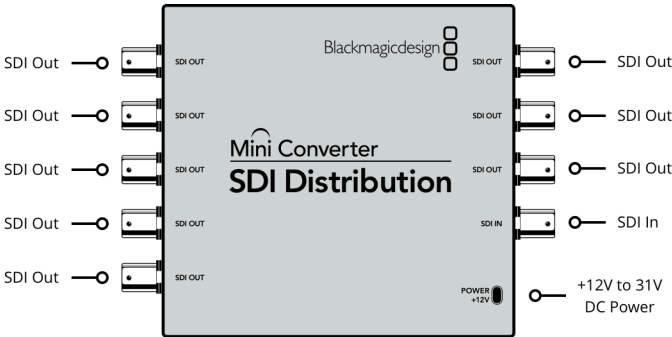 Blackmagicdesign
SDI Out SDI OUT SDI OUT SDI Out
SDI Out SDI OUT SDI OUT SDI Out
Mini Converter
SDI Out SDI OUT SDI OUT SDI Out
SDI Distribution
SDI Out SDI OUT SDI IN SDI In
SDI Out SDI OUT
POWER
+12V
+12V to 31V
DC Power